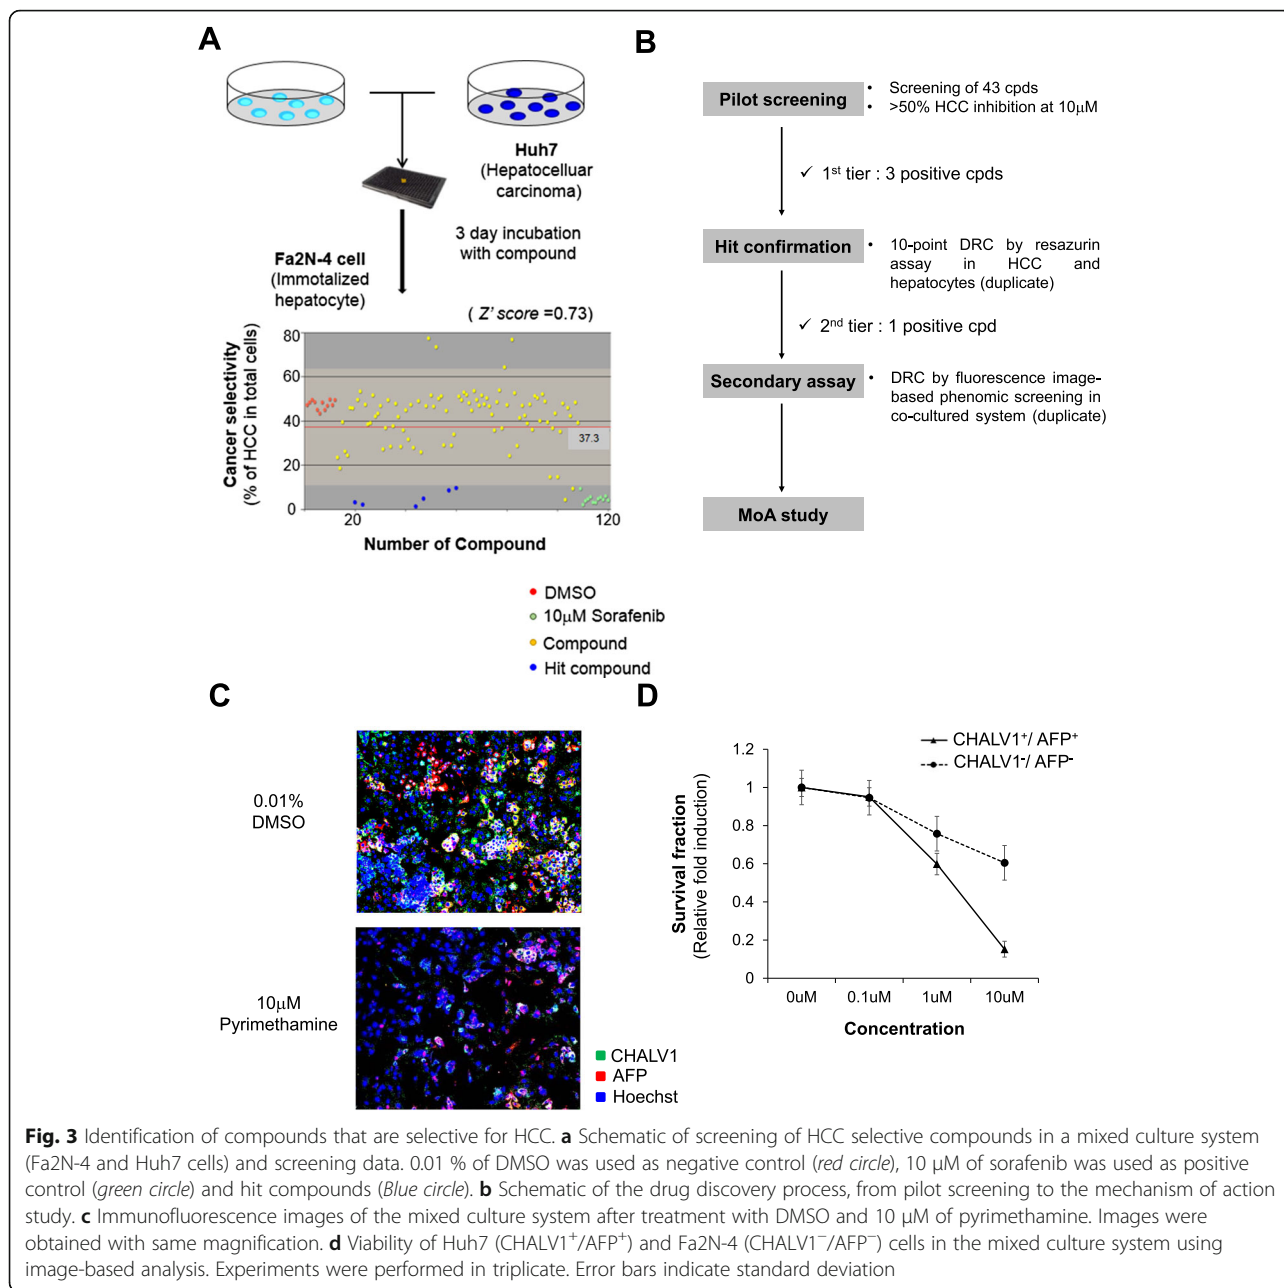 A
Huh7
(Hepatocelluar
carcinoma)
3 day incubation
with compound
Fa2N-4 cell
(Immotalized
hepatocyte)
( Z' score =0.73)
Cancer selectivity
(% of HCC in total cells)
80
60
40
20
0
37.3
20
120
Number of Compound
DMSO
10μM Sorafenib
Compound
Hit compound
B
Pilot screening
• Screening of 43 cpds
• >50% HCC inhibition at 10μM
✓ 1st tier : 3 positive cpds
Hit confirmation
• 10-point DRC by resazurin
assay in HCC and
hepatocytes (duplicate)
✓ 2nd tier : 1 positive cpd
Secondary assay
• DRC by fluorescence image-
based phenomic screening in
co-cultured system (duplicate)
MoA study
C
0.01%
DMSO
10μM
Pyrimethamine
CHALV1
AFP
Hoechst
D
CHALV1+/ AFP+
CHALV1-/ AFP-
Survival fraction
(Relative fold induction)
1.2
1
0.8
0.6
0.4
0.2
0
0uM
0.1uM
1uM
10uM
Concentration
Fig. 3 Identification of compounds that are selective for HCC. a Schematic of screening of HCC selective compounds in a mixed culture system
(Fa2N-4 and Huh7 cells) and screening data. 0.01 % of DMSO was used as negative control (red circle), 10 μM of sorafenib was used as positive
control (green circle) and hit compounds (Blue circle). b Schematic of the drug discovery process, from pilot screening to the mechanism of action
study. c Immunofluorescence images of the mixed culture system after treatment with DMSO and 10 μM of pyrimethamine. Images were
obtained with same magnification. d Viability of Huh7 (CHALV1+/AFP+) and Fa2N-4 (CHALV1−/AFP−) cells in the mixed culture system using
image-based analysis. Experiments were performed in triplicate. Error bars indicate standard deviation